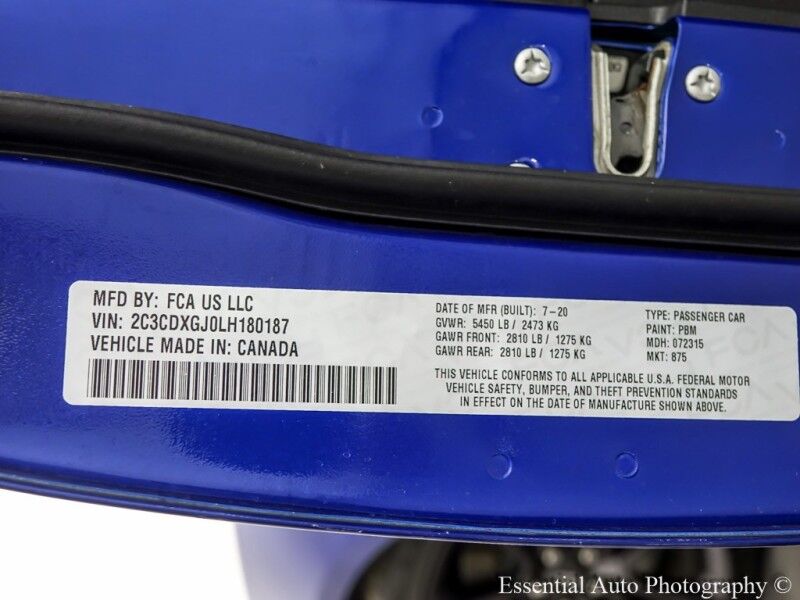 MFD BY: FCA US LLC
VIN: 2C3CDXGJ0LH180187
VEHICLE MADE IN: CANADA
DATE OF MFR (BUILT): 7-20
GVWR: 5450 LB / 2473 KG
GAWR FRONT: 2810 LB / 1275 KG
GAWR REAR: 2810 LB / 1275 KG
TYPE: PASSENGER CAR
PAINT: PBM
MDH: 072315
MKT: 875
THIS VEHICLE CONFORMS TO ALL APPLICABLE U.S.A. FEDERAL MOTOR
VEHICLE SAFETY, BUMPER, AND THEFT PREVENTION STANDARDS
IN EFFECT ON THE DATE OF MANUFACTURE SHOWN ABOVE.
Essential Auto Photography ©